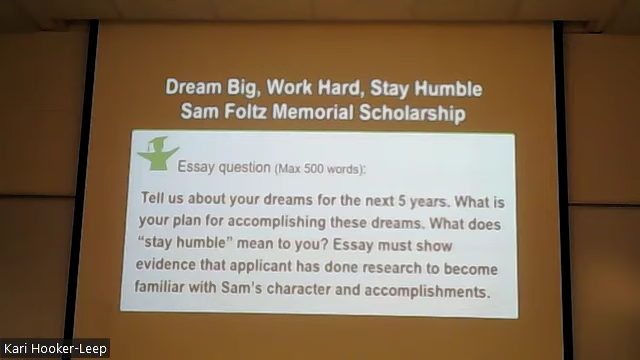 Dream Big, Work Hard, Stay Humble
Sam Foltz Memorial Scholarship
Essay question (Max 500 words):
Tell us about your dreams for the next 5 years. What is
your plan for accomplishing these dreams. What does
“stay humble” mean to you? Essay must show
evidence that applicant has done research to become
familiar with Sam's character and accomplishments.
Kari Hooker-Leep